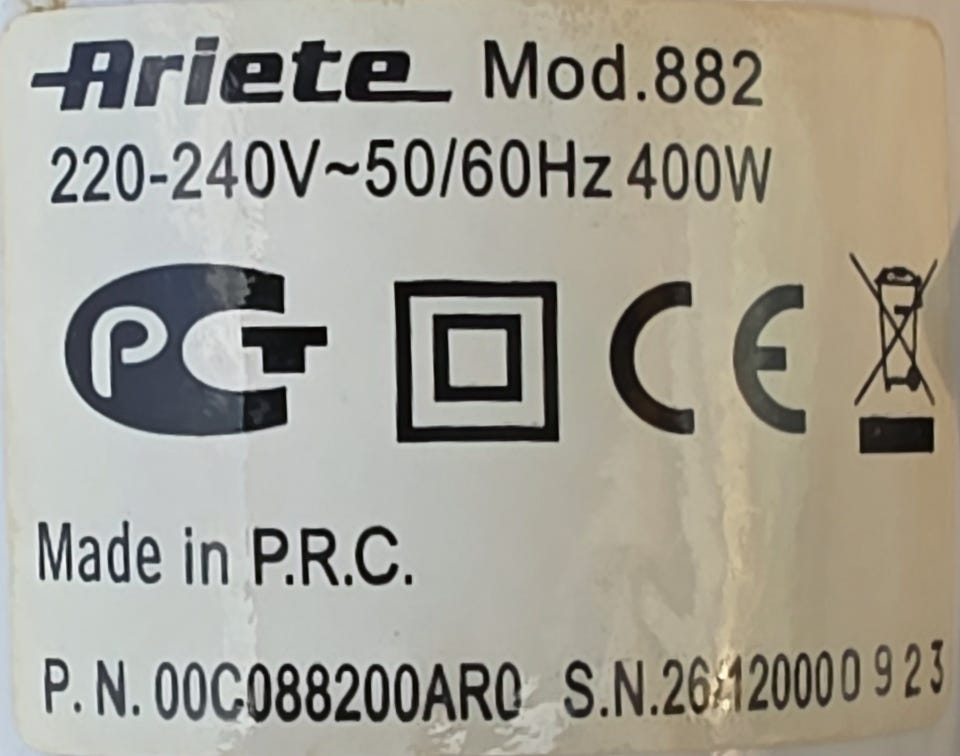 Ariete Mod.882
220-240V~50/60Hz 400W
Made in P.R.C.
P.N. 00C088200AR0